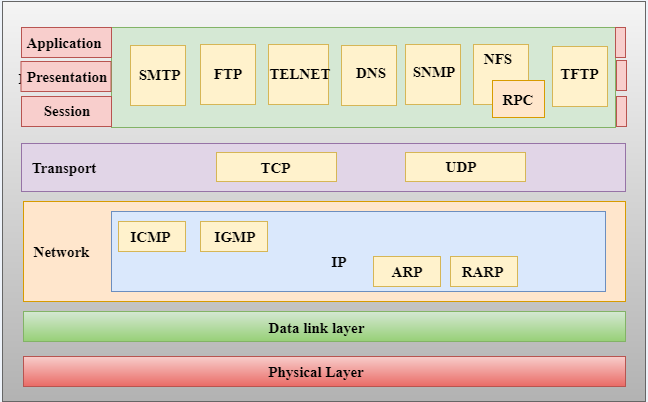 Application
Presentation
Session
SMTP
FTP
TELNET
DNS
SNMP
NFS
RPC
TFTP
Transport
TCP
UDP
Network
ICMP
IGMP
IP
ARP
RARP
Data link layer
Physical Layer